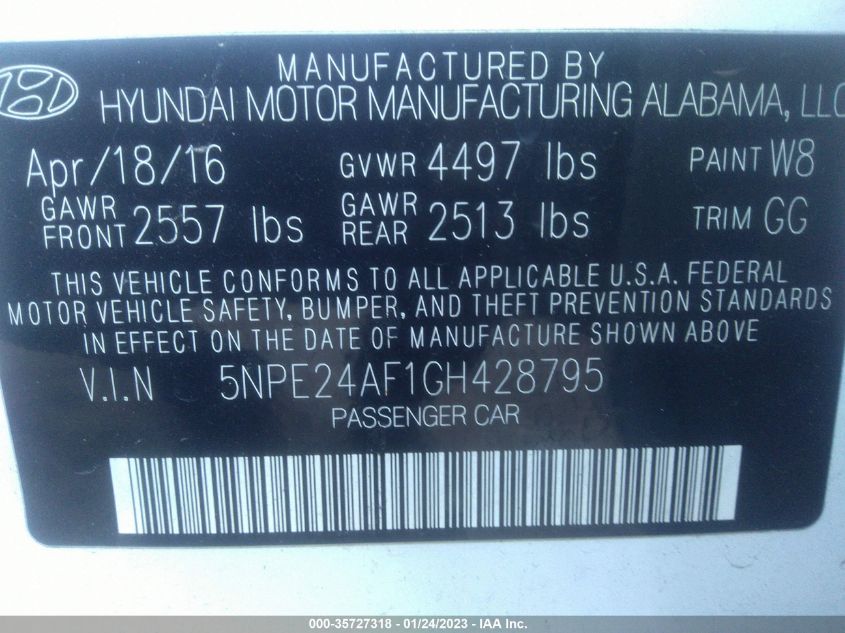 MANUFACTURED BY
HYUNDAI MOTOR MANUFACTURING ALABAMA, LLC
Apr/18/16 GVWR 4497 lbs PAINT W8
GAWR FRONT 2557 lbs GAWR REAR 2513 lbs TRIM GG
THIS VEHICLE CONFORMS TO ALL APPLICABLE U.S.A. FEDERAL
MOTOR VEHICLE SAFETY, BUMPER, AND THEFT PREVENTION STANDARDS
IN EFFECT ON THE DATE OF MANUFACTURE SHOWN ABOVE
V.I.N 5NPE24AF1GH428795
PASSENGER CAR
000-35727318 - 01/24/2023 - IAA Inc.